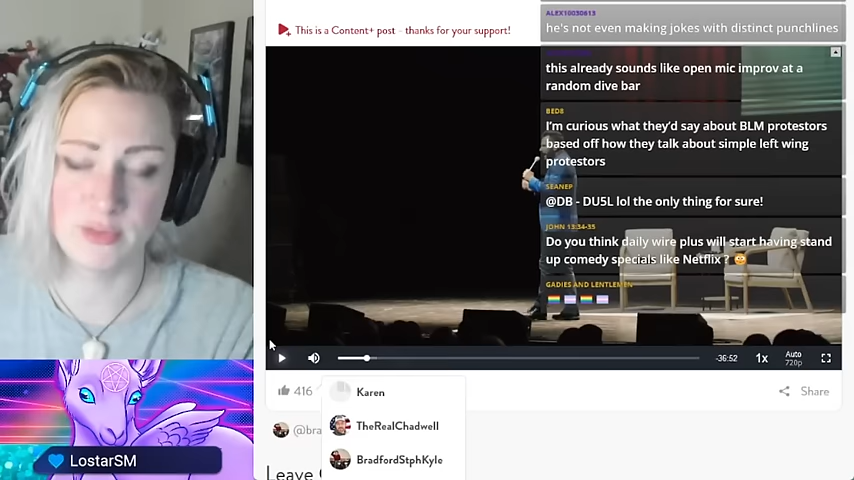 This is a Content+ post - thanks for your support!
ALEX10030613
he's not even making jokes with distinct punchlines
this already sounds like open mic improv at a
random dive bar
BED8
I'm curious what they'd say about BLM protestors
based off how they talk about simple left wing
protestors
SEANEP
@DB - DU5L lol the only thing for sure!
JOHN 13:34-35
Do you think daily wire plus will start having stand
up comedy specials like Netflix ?
GADIES AND LENTLEMEN
-36:52
1x
Auto
720p
416
Share
Karen
TheRealChadwell
BradfordStphKyle
@bra
Leave
LostarSM